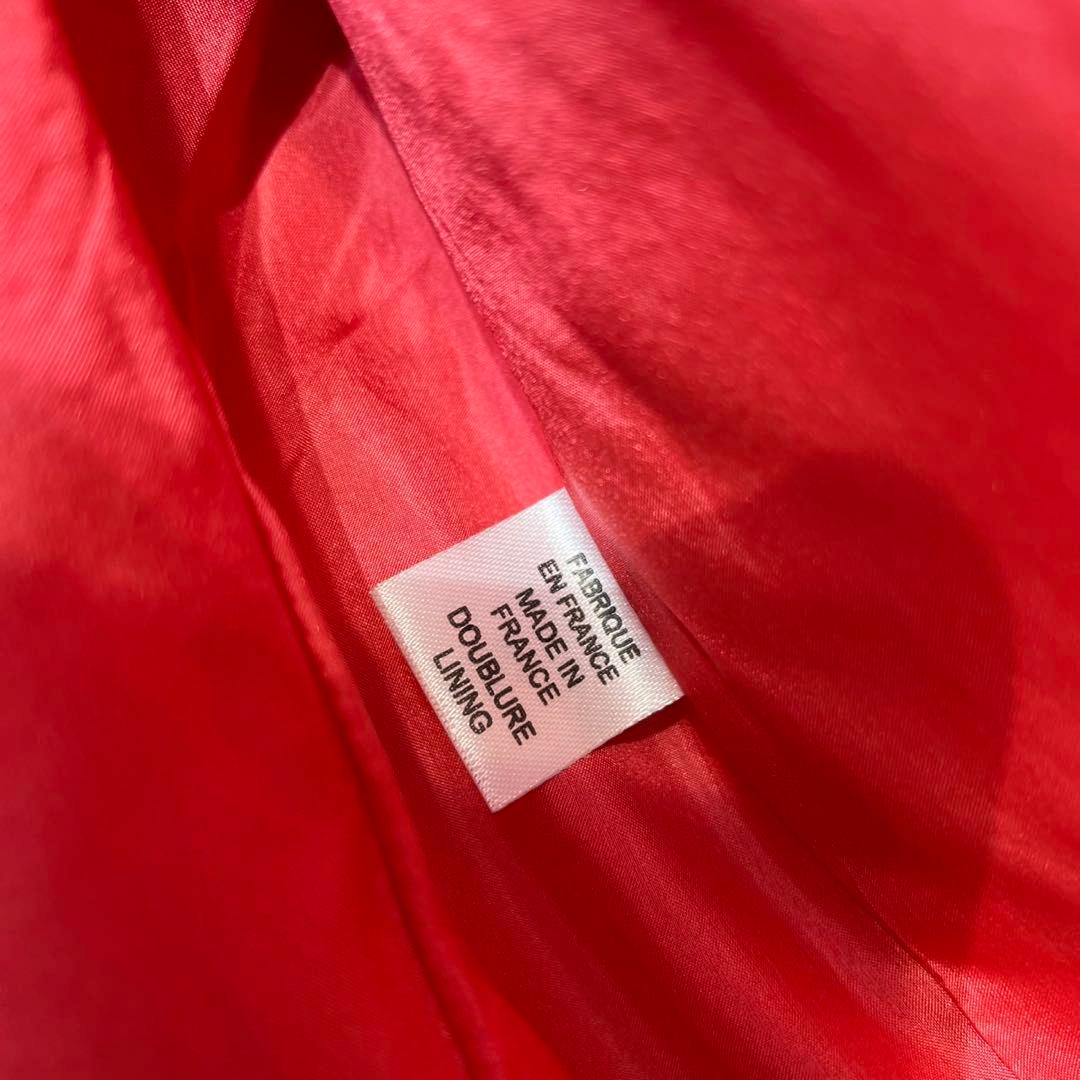 FABRIQUE
EN FRANCE
MADE IN
FRANCE
DOUBLURE
LINING